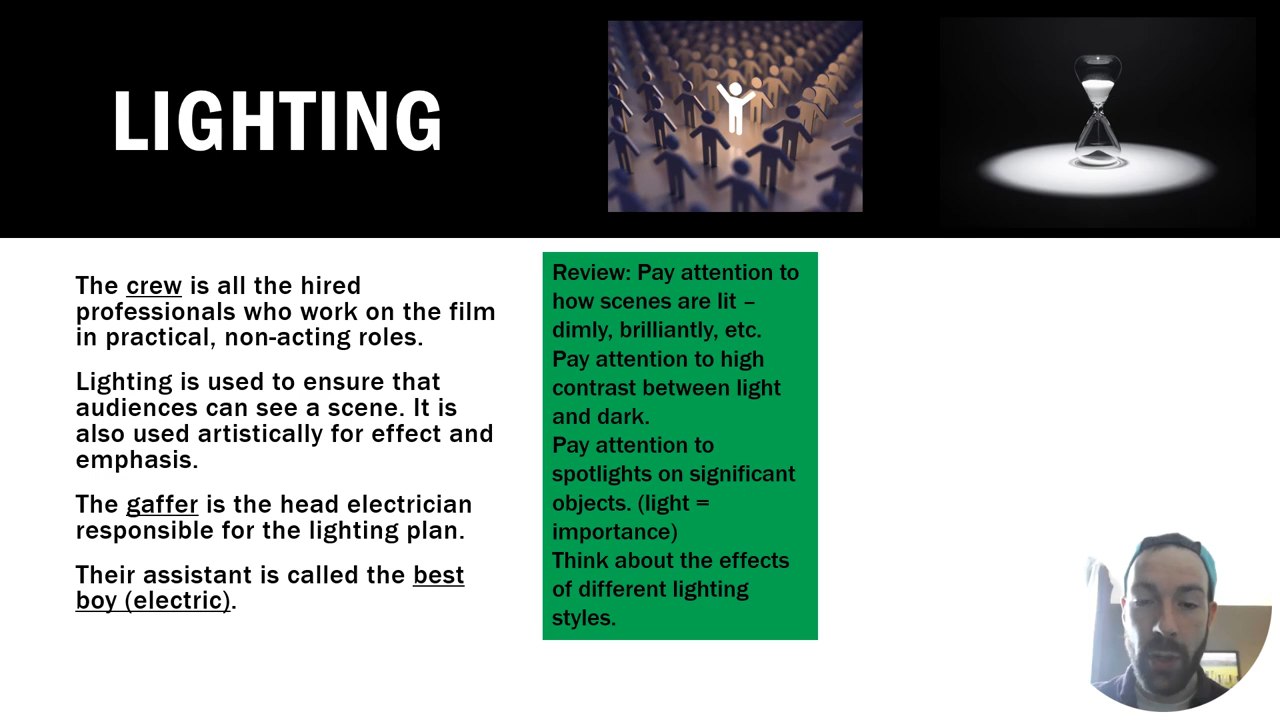 LIGHTING
The crew is all the hired
professionals who work on the film
in practical, non-acting roles.
Lighting is used to ensure that
audiences can see a scene. It is
also used artistically for effect and
emphasis.
The gaffer is the head electrician
responsible for the lighting plan.
Their assistant is called the best
boy (electric).
Review: Pay attention to
how scenes are lit –
dimly, brilliantly, etc.
Pay attention to high
contrast between light
and dark.
Pay attention to
spotlights on significant
objects. (light =
importance)
Think about the effects
of different lighting
styles.